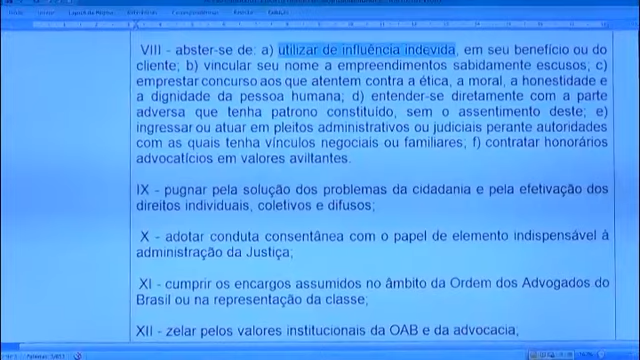 VIII - abster-se de: a) utilizar de influência indevida, em seu benefício ou do
cliente; b) vincular seu nome a empreendimentos sabidamente escusos; c)
emprestar concurso aos que atentem contra a ética, a moral, a honestidade e
a dignidade da pessoa humana; d) entender-se diretamente com a parte
adversa que tenha patrono constituído, sem o assentimento deste; e)
ingressar ou atuar em pleitos administrativos ou judiciais perante autoridades
com as quais tenha vínculos negociais ou familiares; f) contratar honorários
advocatícios em valores aviltantes.
IX - pugnar pela solução dos problemas da cidadania e pela efetivação dos
direitos individuais, coletivos e difusos;
X - adotar conduta consentânea com o papel de elemento indispensável à
administração da Justiça;
XI - cumprir os encargos assumidos no âmbito da Ordem dos Advogados do
Brasil ou na representação da classe;
XII - zelar pelos valores institucionais da OAB e da advocacia;